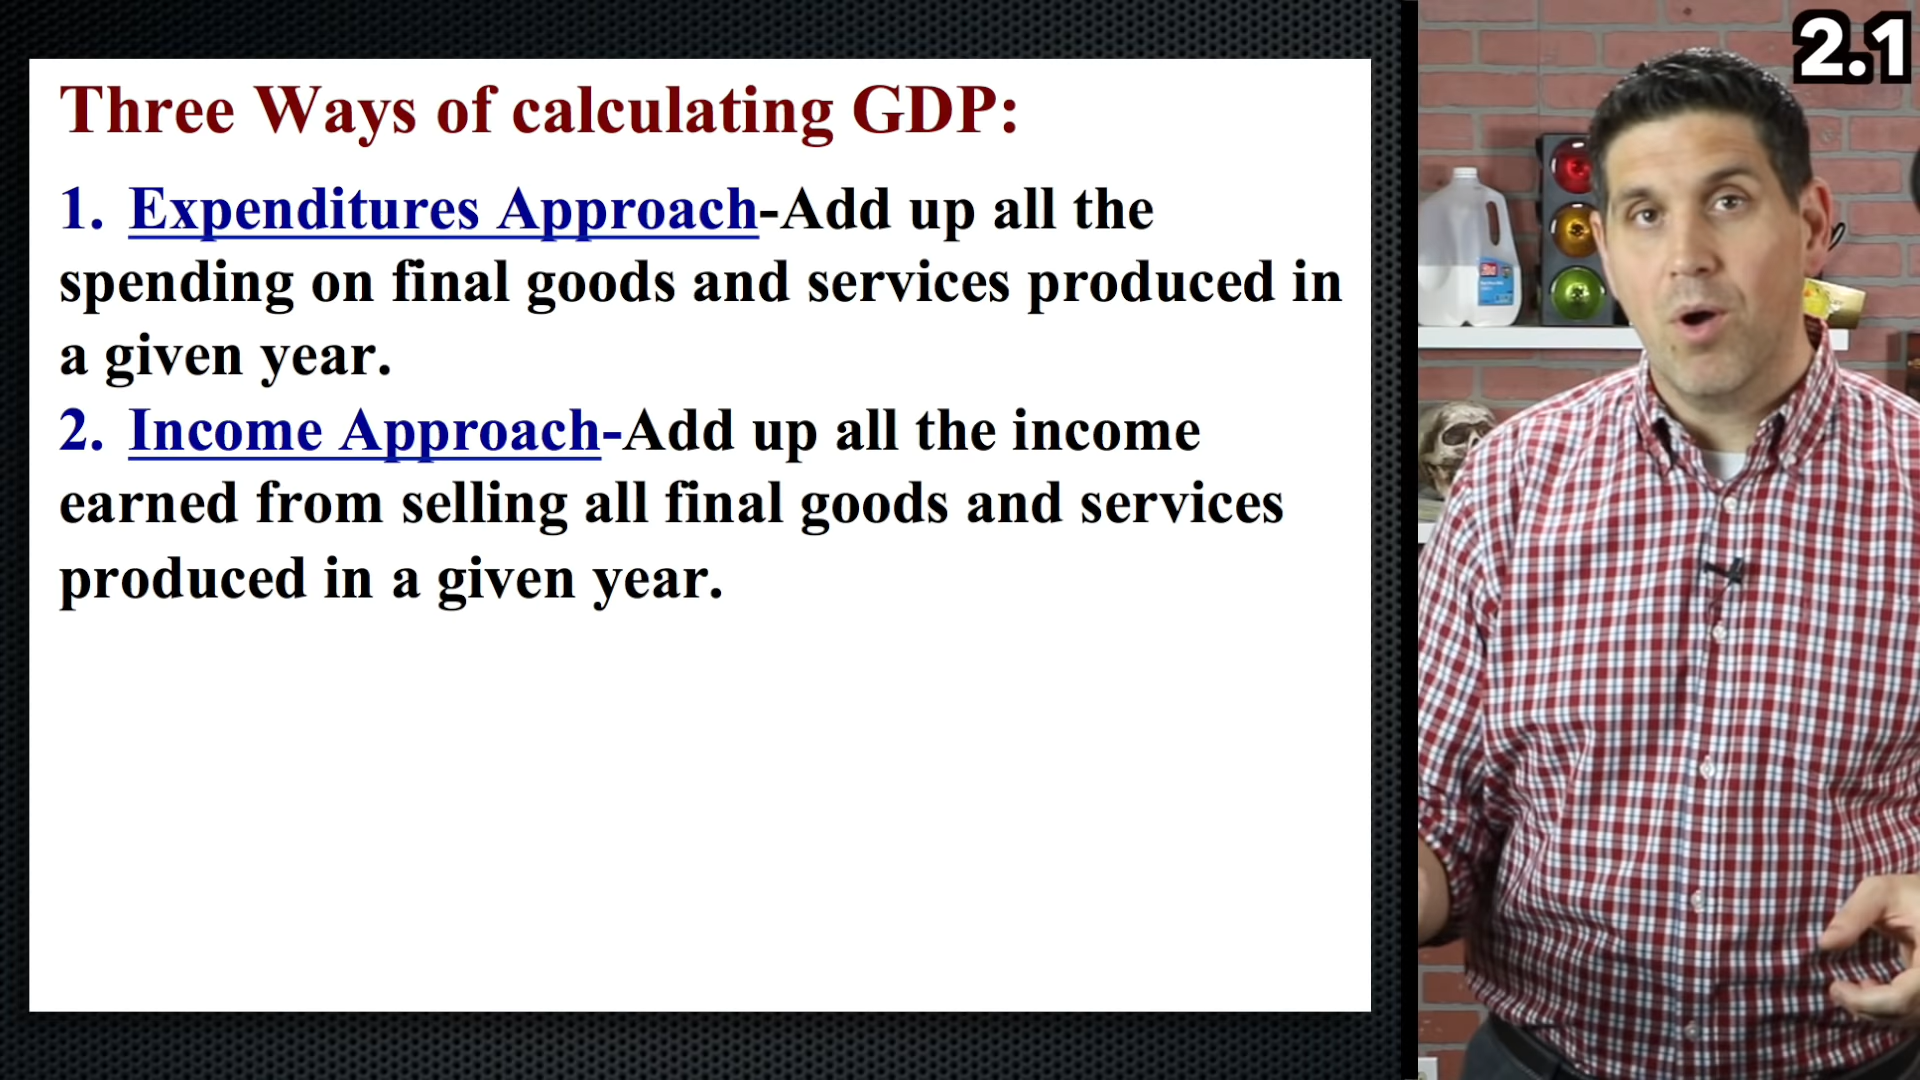 2.1
Three Ways of calculating GDP:
1. Expenditures Approach-Add up all the
spending on final goods and services produced in
a given year.
2. Income Approach-Add up all the income
earned from selling all final goods and services
produced in a given year.